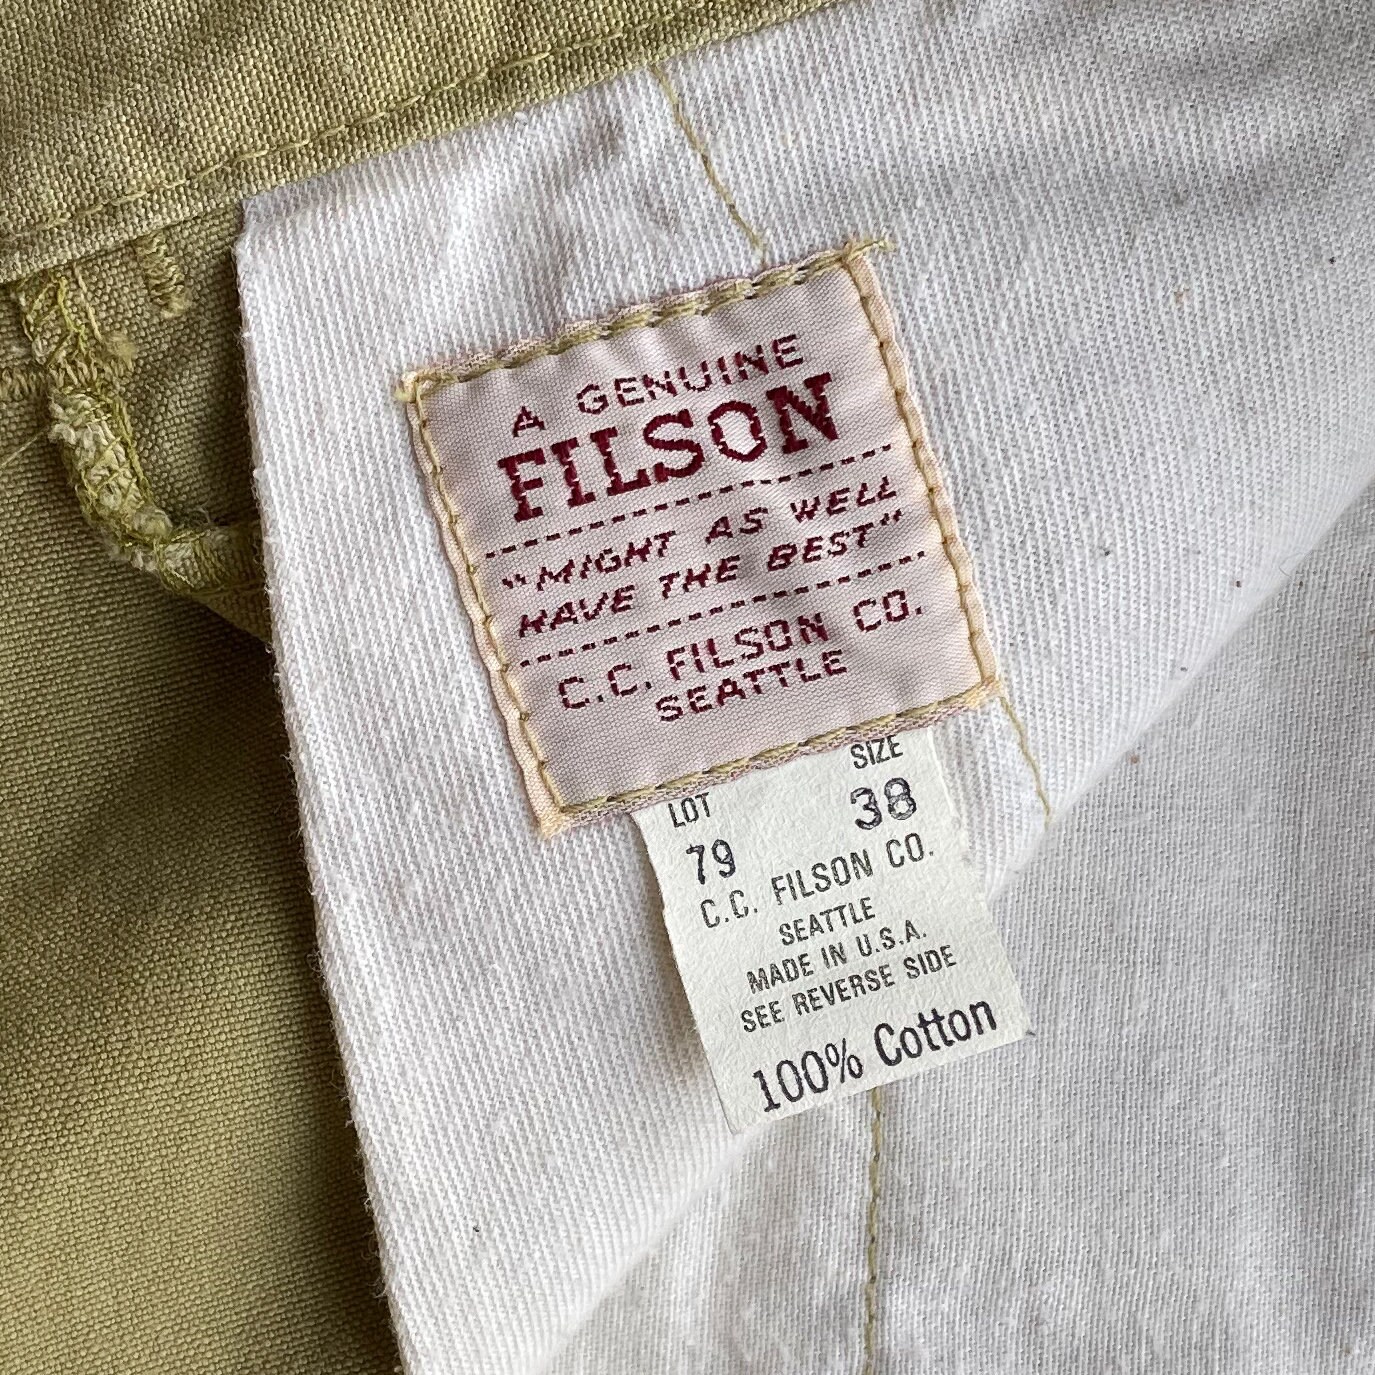 A GENUINE
FILSON
"MIGHT AS WELL
HAVE THE BEST"
C.C. FILSON CO.
SEATTLE
LOT SIZE
79 38
C.C. FILSON CO.
SEATTLE
MADE IN U.S.A.
SEE REVERSE SIDE
100% Cotton